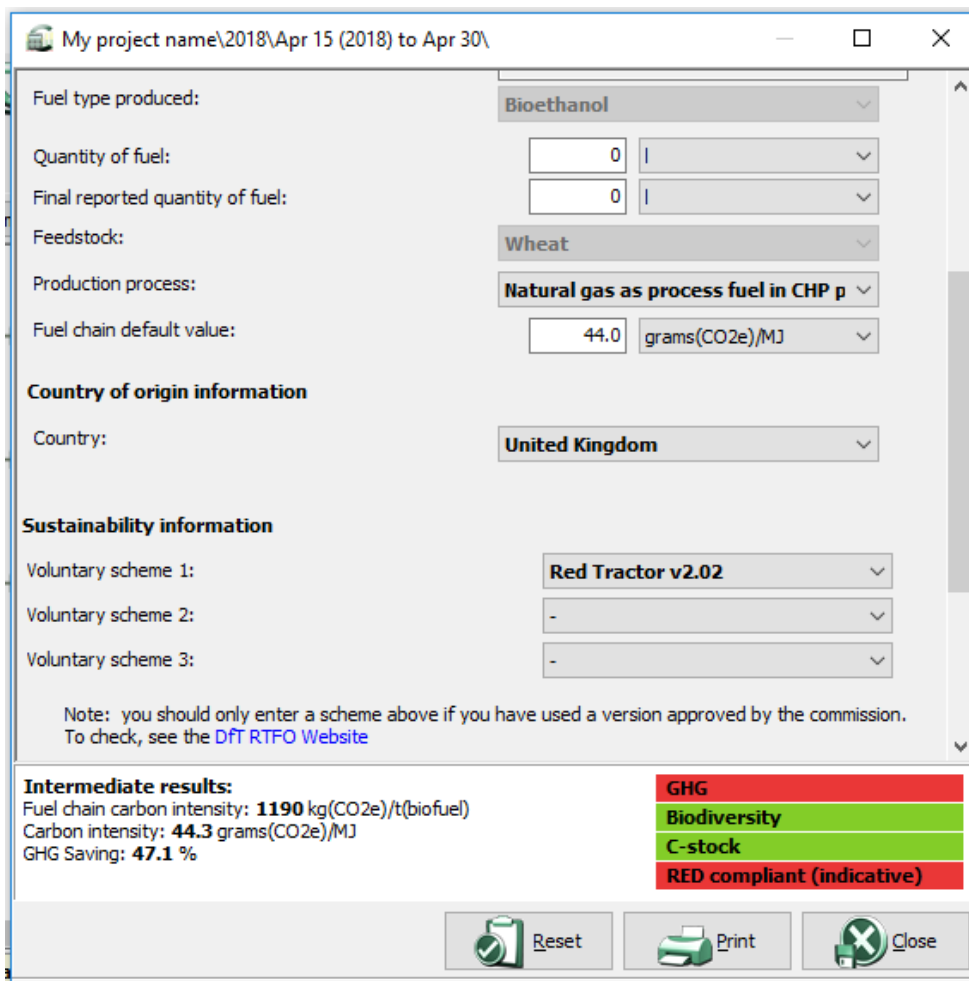 My project name\2018\Apr 15 (2018) to Apr 30\
Fuel type produced: Bioethanol
Quantity of fuel: 0 l
Final reported quantity of fuel: 0 l
Feedstock: Wheat
Production process: Natural gas as process fuel in CHP p
Fuel chain default value: 44.0 grams(CO2e)/MJ
Country of origin information
Country: United Kingdom
Sustainability information
Voluntary scheme 1: Red Tractor v2.02
Voluntary scheme 2: -
Voluntary scheme 3: -
Note: you should only enter a scheme above if you have used a version approved by the commission.
To check, see the DfT RTFO Website
Intermediate results:
Fuel chain carbon intensity: 1190 kg(CO2e)/t(biofuel)
Carbon intensity: 44.3 grams(CO2e)/MJ
GHG Saving: 47.1 %
GHG
Biodiversity
C-stock
RED compliant (indicative)
Reset Print Close